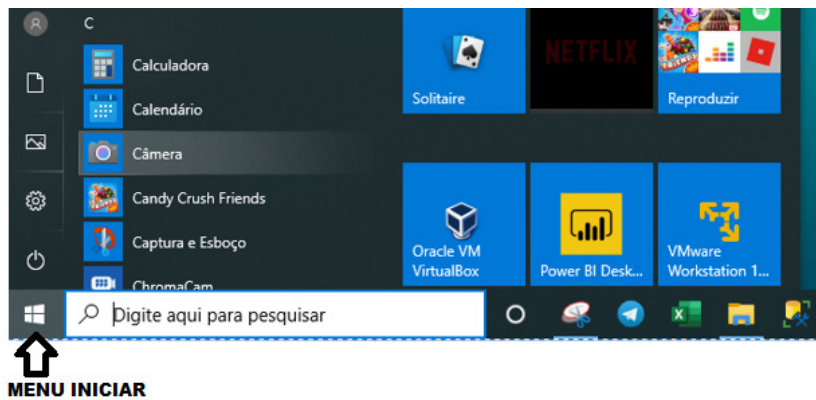 C
Calculadora
Calendário
Câmera
Candy Crush Friends
Captura e Esboço
ChromaCam
Solitaire
NETFLIX
Reproduzir
Oracle VM
VirtualBox
Power BI Desk...
VMware
Workstation 1...
Digite aqui para pesquisar
MENU INICIAR